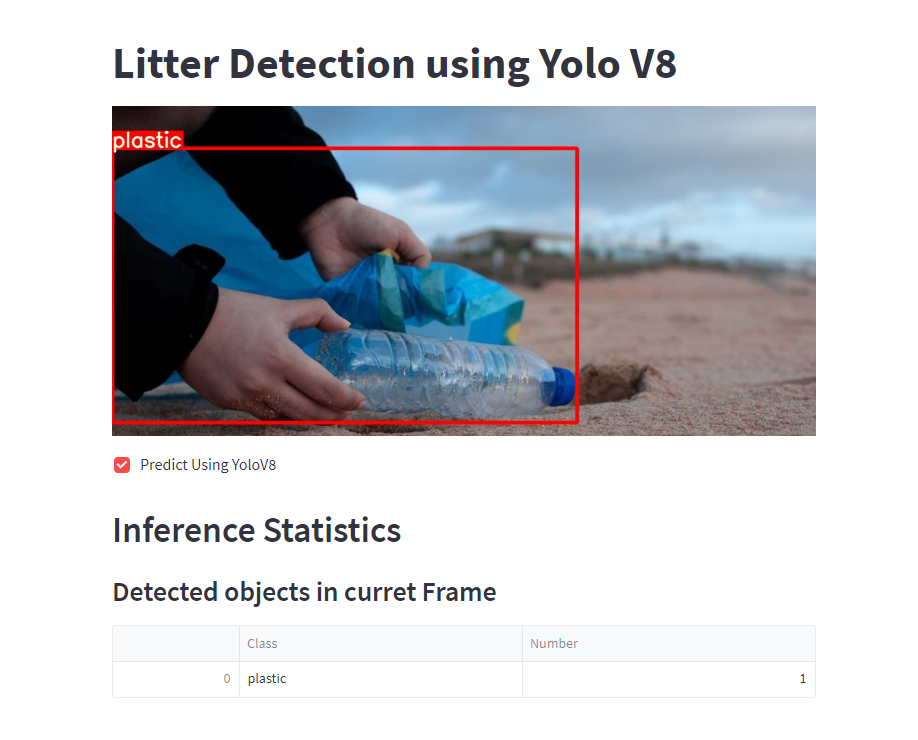 Litter Detection using Yolo V8
plastic
Predict Using YoloV8
Inference Statistics
Detected objects in curret Frame
Class Number
0 plastic 1